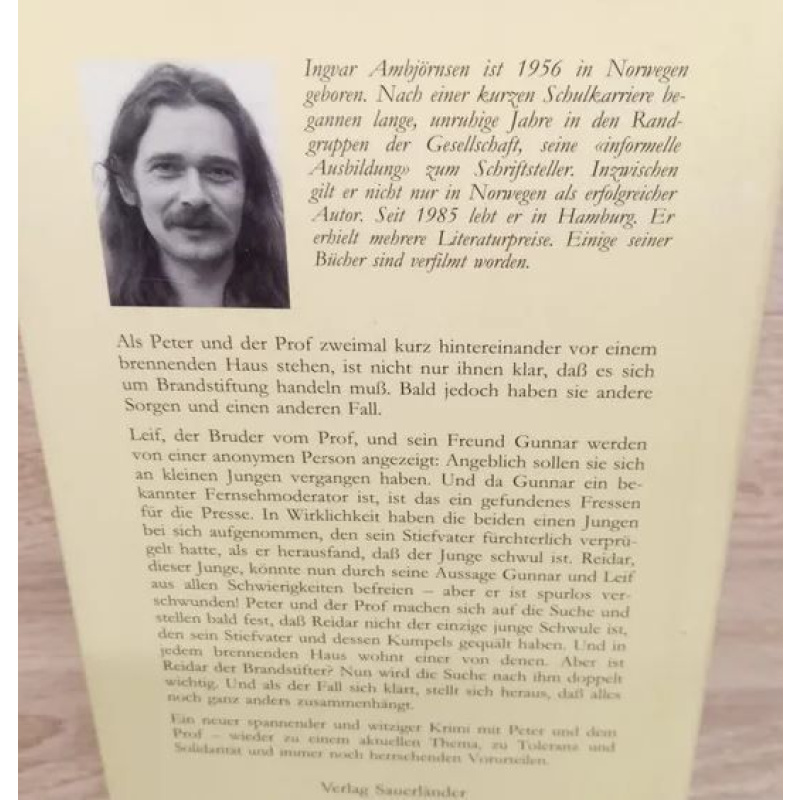 Ingvar Ambjörnsen ist 1956 in Norwegen
geboren. Nach einer kurzen Schulkarriere be-
gannen lange, unruhige Jahre in den Rand-
gruppen der Gesellschaft, seine «informelle
Ausbildung» zum Schriftsteller. Inzwischen
gilt er nicht nur in Norwegen als erfolgreicher
Autor. Seit 1985 lebt er in Hamburg. Er
erhielt mehrere Literaturpreise. Einige seiner
Bücher sind verfilmt worden.
Als Peter und der Prof zweimal kurz hintereinander vor einem
brennenden Haus stehen, ist nicht nur ihnen klar, daß es sich
um Brandstiftung handeln muß. Bald jedoch haben sie andere
Sorgen und einen anderen Fall.
Leif, der Bruder vom Prof, und sein Freund Gunnar werden
von einer anonymen Person angezeigt: Angeblich sollen sie sich
an kleinen Jungen vergangen haben. Und da Gunnar ein be-
kannter Fernsehmoderator ist, ist das ein gefundenes Fressen
für die Presse. In Wirklichkeit haben die beiden einen Jungen
bei sich aufgenommen, den sein Stiefvater fürchterlich verprü-
gelt hatte, als er herausfand, daß der Junge schwul ist. Reidar,
dieser Junge, könnte nun durch seine Aussage Gunnar und Leif
aus allen Schwierigkeiten befreien – aber er ist spurlos ver-
schwunden! Peter und der Prof machen sich auf die Suche und
stellen bald fest, daß Reidar nicht der einzige junge Schwule ist,
den sein Stiefvater und dessen Kumpels gequält haben. Und in
jedem brennenden Haus wohnt einer von denen. Aber ist
Reidar der Brandstifter? Nun wird die Suche nach ihm doppelt
wichtig. Und als der Fall sich klärt, stellt sich heraus, daß alles
noch ganz anders zusammenhängt.
Ein neuer spannender und witziger Krimi mit Peter und dem
Prof – wieder zu einem aktuellen Thema, zu Toleranz und
Solidarität und immer noch herrschenden Vorurteilen.
Verlag Sauerländer